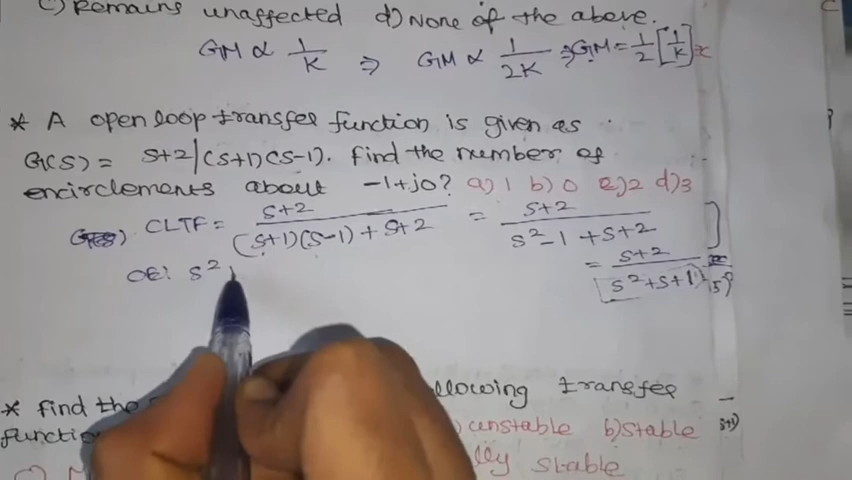 c) Remains unaffected d) None of the above.
GM ∝ 1/K ⇒ GM ∝ 1/2K ⇒ GM = 1/2 [1/K]
* A open loop transfer function is given as
G(s) = s+2 | (s+1)(s-1). Find the number of
encirclements about -1+j0? a) 1 b) 0 c) 2 d) 3
CLTF = s+2 / (s+1)(s-1) + s+2 = s+2 / s²-1+s+2
= s+2 / s²+s+1
CE: s²
* Find the llowing transfer
functio unstable b) stable
lly stable